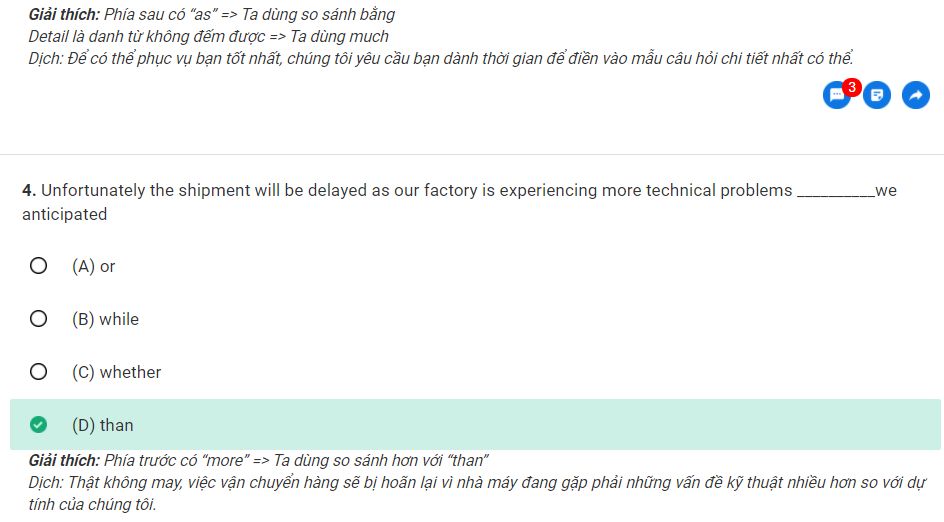 Giải thích: Phía sau có “as” => Ta dùng so sánh bằng
Detail là danh từ không đếm được => Ta dùng much
Dịch: Để có thể phục vụ bạn tốt nhất, chúng tôi yêu cầu bạn dành thời gian để điền vào mẫu câu hỏi chi tiết nhất có thể.
3
4. Unfortunately the shipment will be delayed as our factory is experiencing more technical problems __________we
anticipated
(A) or
(B) while
(C) whether
(D) than
Giải thích: Phía trước có “more” => Ta dùng so sánh hơn với “than”
Dịch: Thật không may, việc vận chuyển hàng sẽ bị hoãn lại vì nhà máy đang gặp phải những vấn đề kỹ thuật nhiều hơn so với dự
tính của chúng tôi.